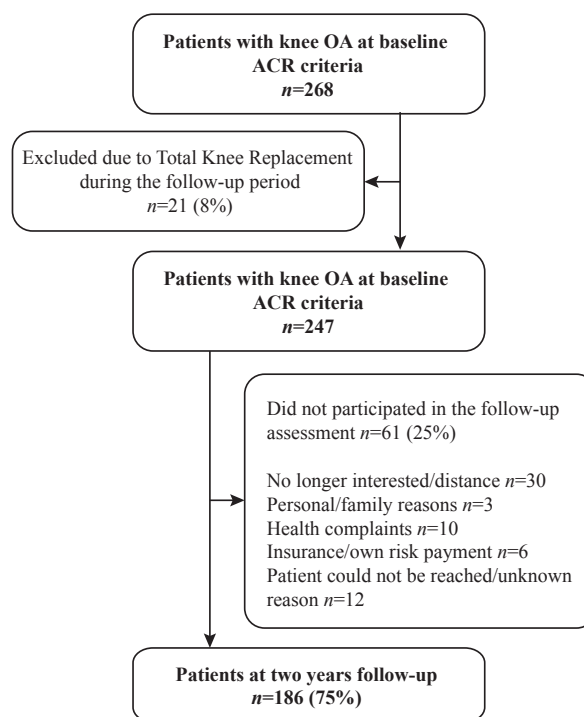 Patients with knee OA at baseline
ACR criteria
n=268
Excluded due to Total Knee Replacement
during the follow-up period
n=21 (8%)
Patients with knee OA at baseline
ACR criteria
n=247
Did not participated in the follow-up
assessment n=61 (25%)
No longer interested/distance n=30
Personal/family reasons n=3
Health complaints n=10
Insurance/own risk payment n=6
Patient could not be reached/unknown
reason n=12
Patients at two years follow-up
n=186 (75%)